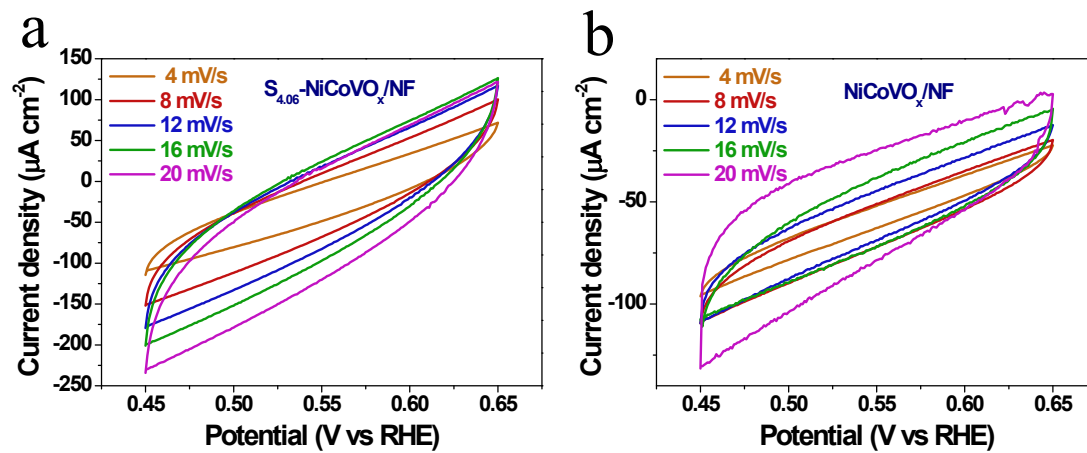 a
150
100
50
0
-50
-100
-150
-200
-250
Current density (µA cm⁻²)
4 mV/s
8 mV/s
12 mV/s
16 mV/s
20 mV/s
S₄.₀₆-NiCoVOₓ/NF
0.45 0.50 0.55 0.60 0.65
Potential (V vs RHE)
b
0
-50
-100
Current density (µA cm⁻²)
4 mV/s
8 mV/s
12 mV/s
16 mV/s
20 mV/s
NiCoVOₓ/NF
0.45 0.50 0.55 0.60 0.65
Potential (V vs RHE)